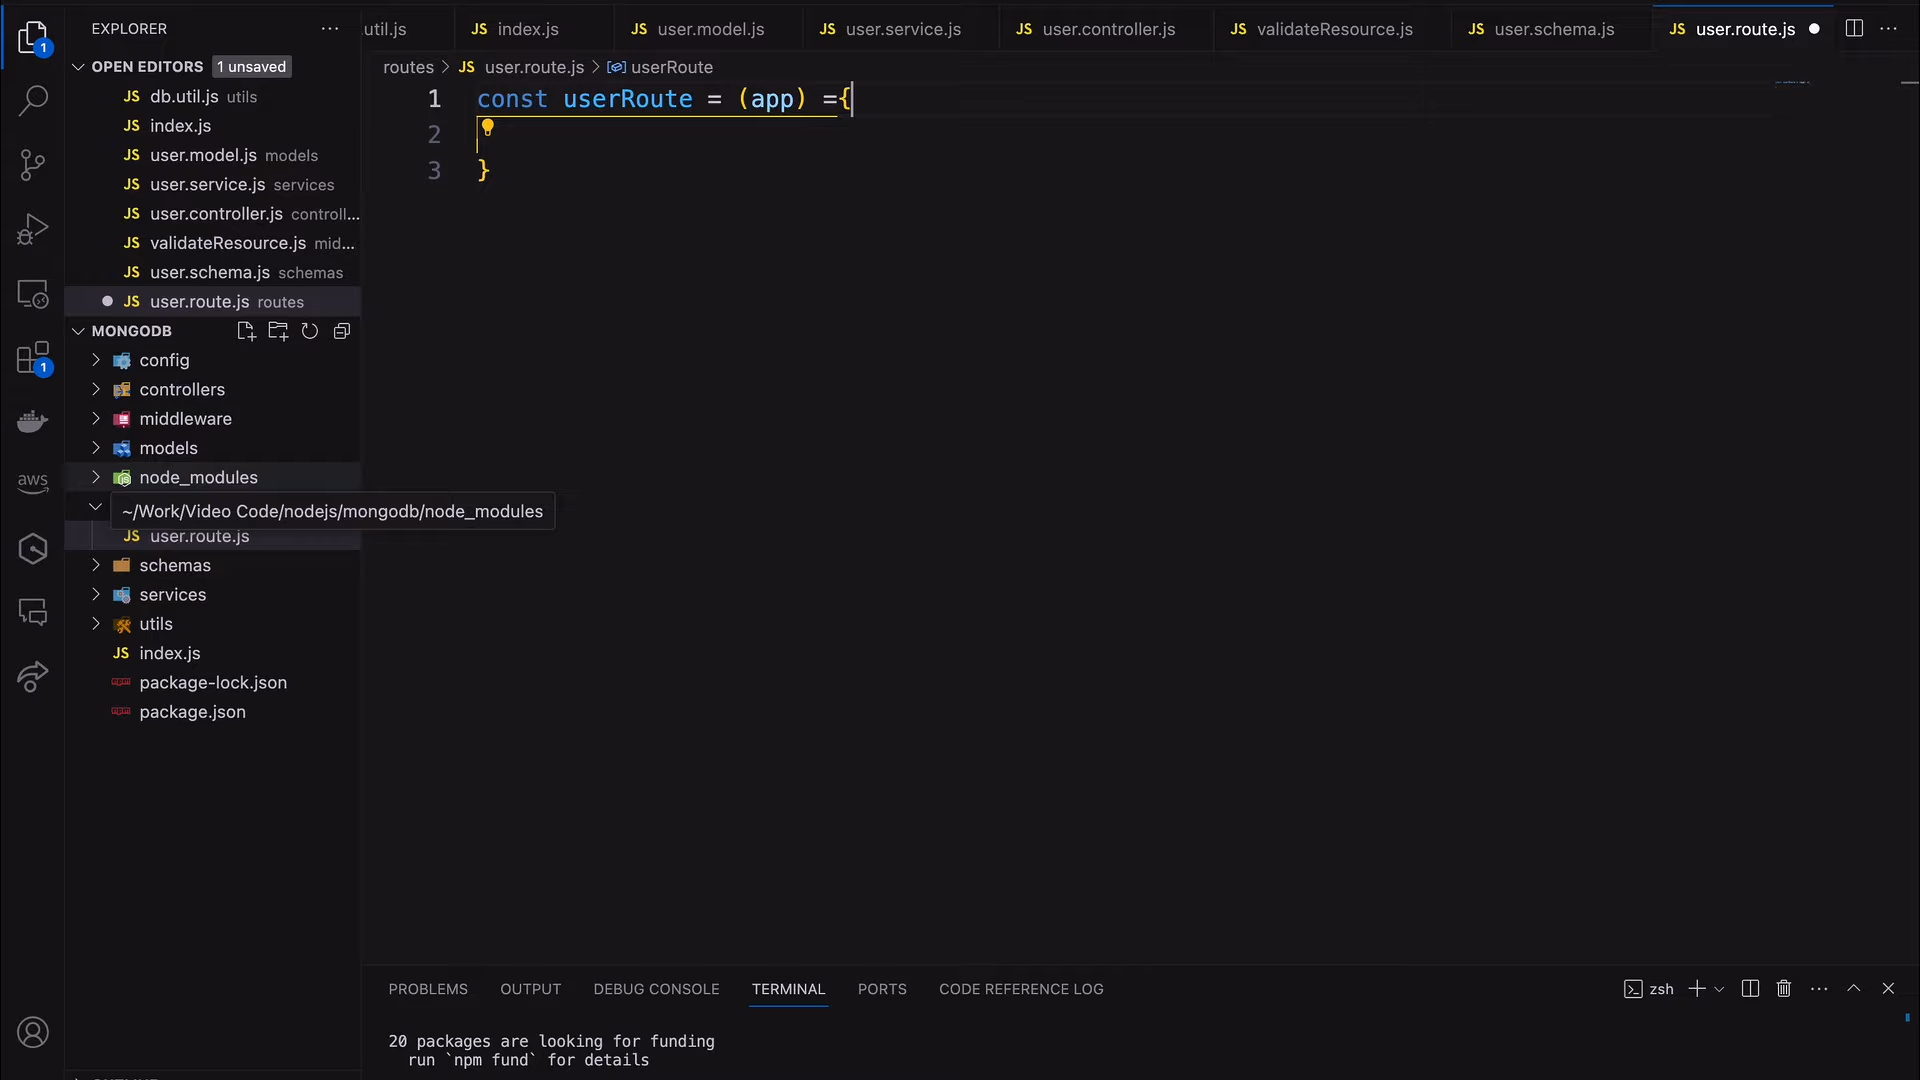 EXPLORER
OPEN EDITORS 1 unsaved
JS db.util.js utils
JS index.js
JS user.model.js models
JS user.service.js services
JS user.controller.js controll...
JS validateResource.js mid...
JS user.schema.js schemas
JS user.route.js routes
MONGODB
config
controllers
middleware
models
node_modules
~/Work/Video Code/nodejs/mongodb/node_modules
JS user.route.js
schemas
services
utils
JS index.js
package-lock.json
package.json
1
1
aws
.util.js
JS index.js
JS user.model.js
JS user.service.js
JS user.controller.js
JS validateResource.js
JS user.schema.js
JS user.route.js
routes > JS user.route.js > userRoute
1 const userRoute = (app) ={
2
3 }
PROBLEMS OUTPUT DEBUG CONSOLE TERMINAL PORTS CODE REFERENCE LOG
zsh
20 packages are looking for funding
run `npm fund` for details